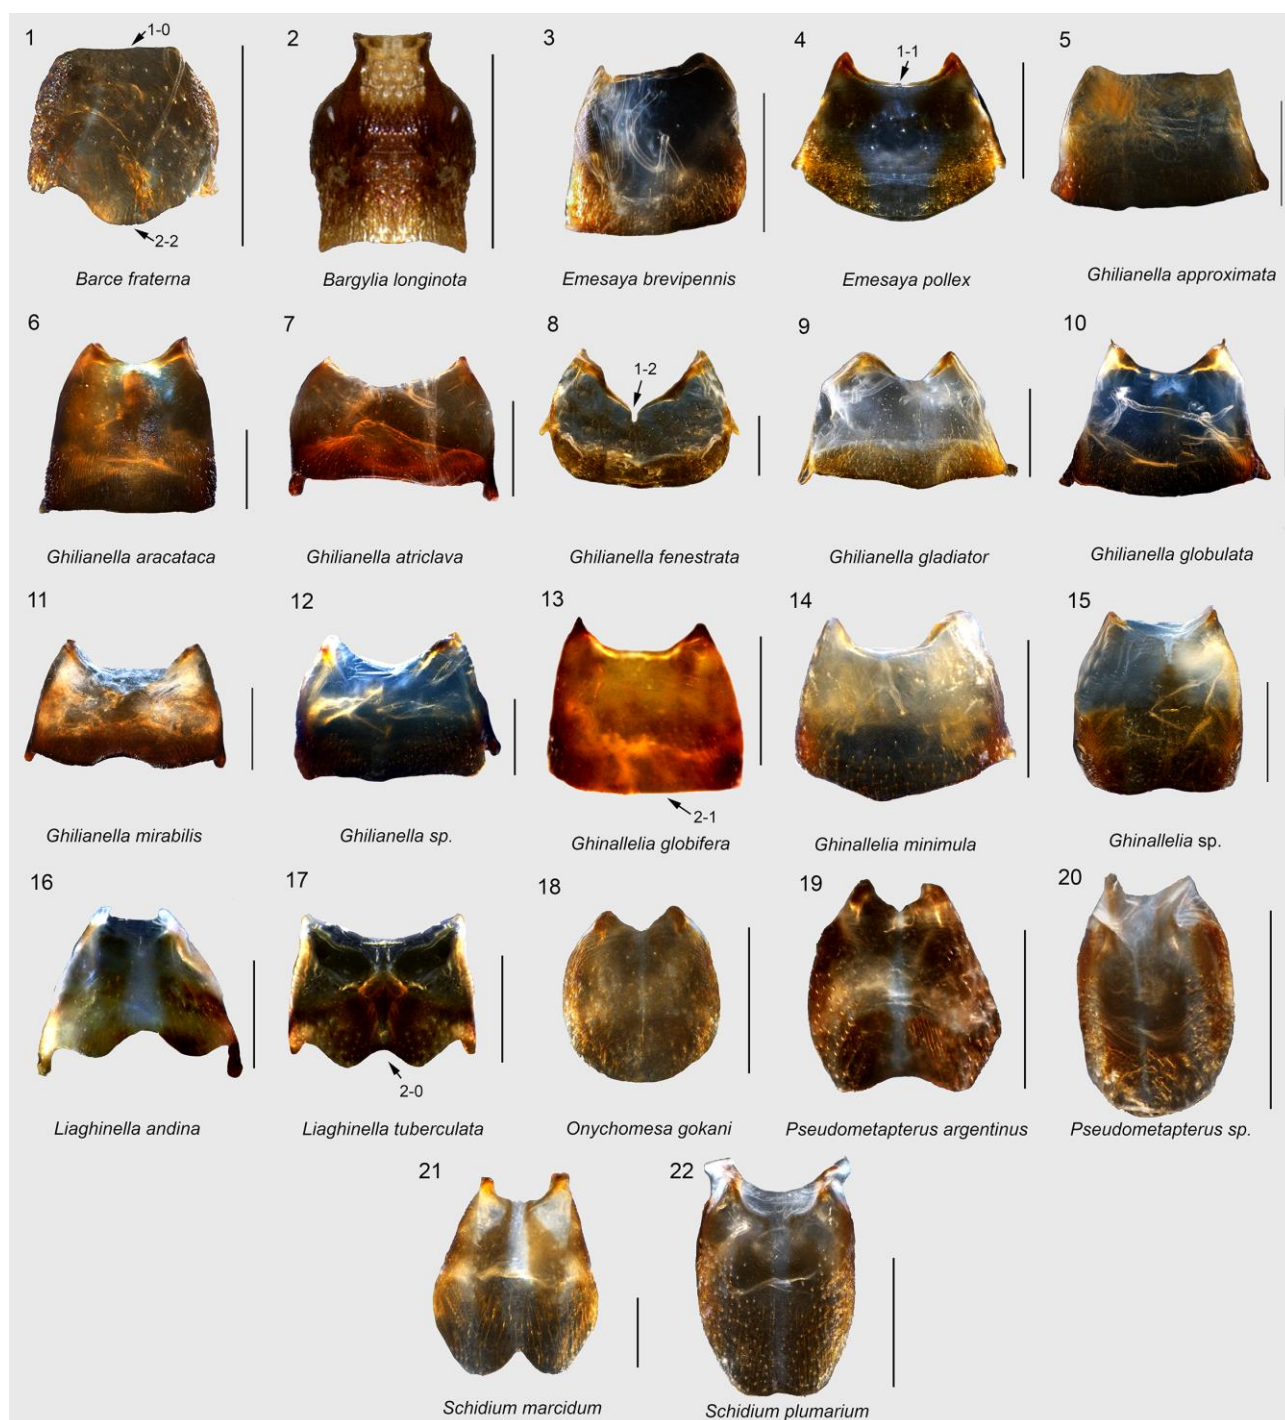 1
1-0
2-2
Barce fraterna
2
Bargylia longinota
3
Emesaya brevipennis
4
1-1
Emesaya pollex
5
Ghilianella approximata
6
Ghilianella aracataca
7
Ghilianella atriclava
8
1-2
Ghilianella fenestrata
9
Ghilianella gladiator
10
Ghilianella globulata
11
Ghilianella mirabilis
12
Ghilianella sp.
13
2-1
Ghinallelia globifera
14
Ghinallelia minimula
15
Ghinallelia sp.
16
Liaghinella andina
17
2-0
Liaghinella tuberculata
18
Onychomesa gokani
19
Pseudometapterus argentinus
20
Pseudometapterus sp.
21
Schidium marcidum
22
Schidium plumarium